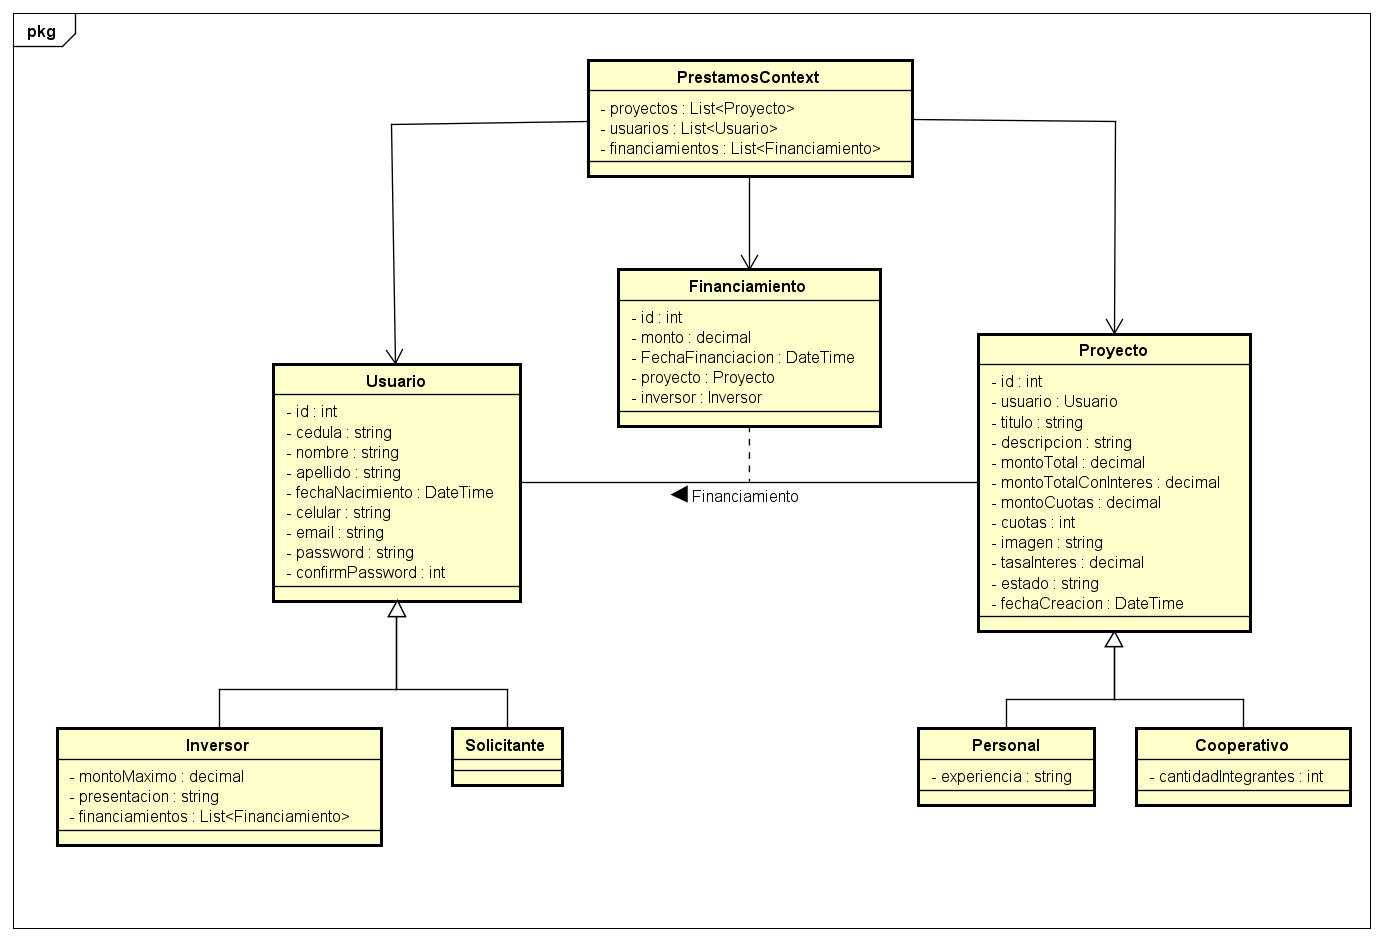 pkg
PrestamosContext
- proyectos : List<Proyecto>
- usuarios : List<Usuario>
- financiamientos : List<Financiamiento>
Financiamiento
- id : int
- monto : decimal
- FechaFinanciacion : DateTime
- proyecto : Proyecto
- inversor : Inversor
Usuario
- id : int
- cedula : string
- nombre : string
- apellido : string
- fechaNacimiento : DateTime
- celular : string
- email : string
- password : string
- confirmPassword : int
Financiamiento
Proyecto
- id : int
- usuario : Usuario
- titulo : string
- descripcion : string
- montoTotal : decimal
- montoTotalConInteres : decimal
- montoCuotas : decimal
- cuotas : int
- imagen : string
- tasaInteres : decimal
- estado : string
- fechaCreacion : DateTime
Inversor
- montoMaximo : decimal
- presentacion : string
- financiamientos : List<Financiamiento>
Solicitante
Personal
- experiencia : string
Cooperativo
- cantidadIntegrantes : int